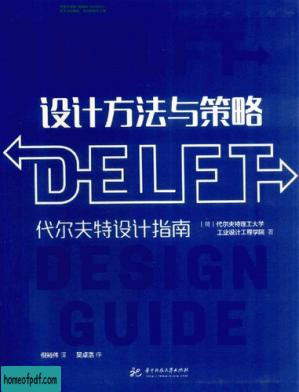 设计方法与策略
DELFT
代尔夫特设计指南
[荷] 代尔夫特理工大学
工业设计工程学院 著
DESIGN
GUIDE
倪裕伟 译
华中科技大学出版社
homeofpdf.com